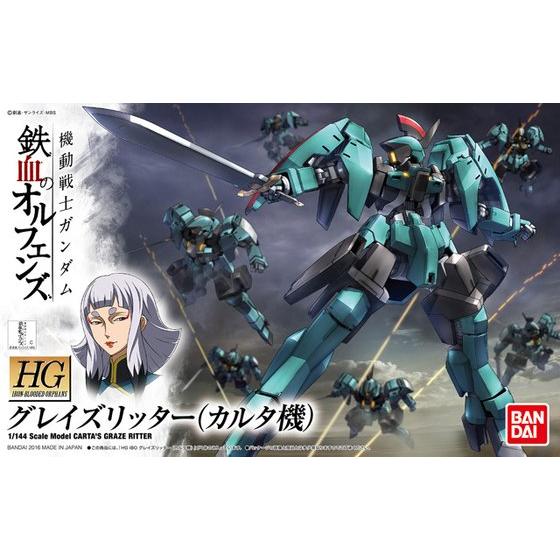 ©創通・サンライズ・MBS
機動戦士ガンダム
鉄血のオルフェンズ
HG
IRON-BLOODED ORPHANS
グレイズリッター(カルタ機)
1/144 Scale Model CARTA'S GRAZE RITTER
BANDAI 2016 MADE IN JAPAN
BAN
DAI